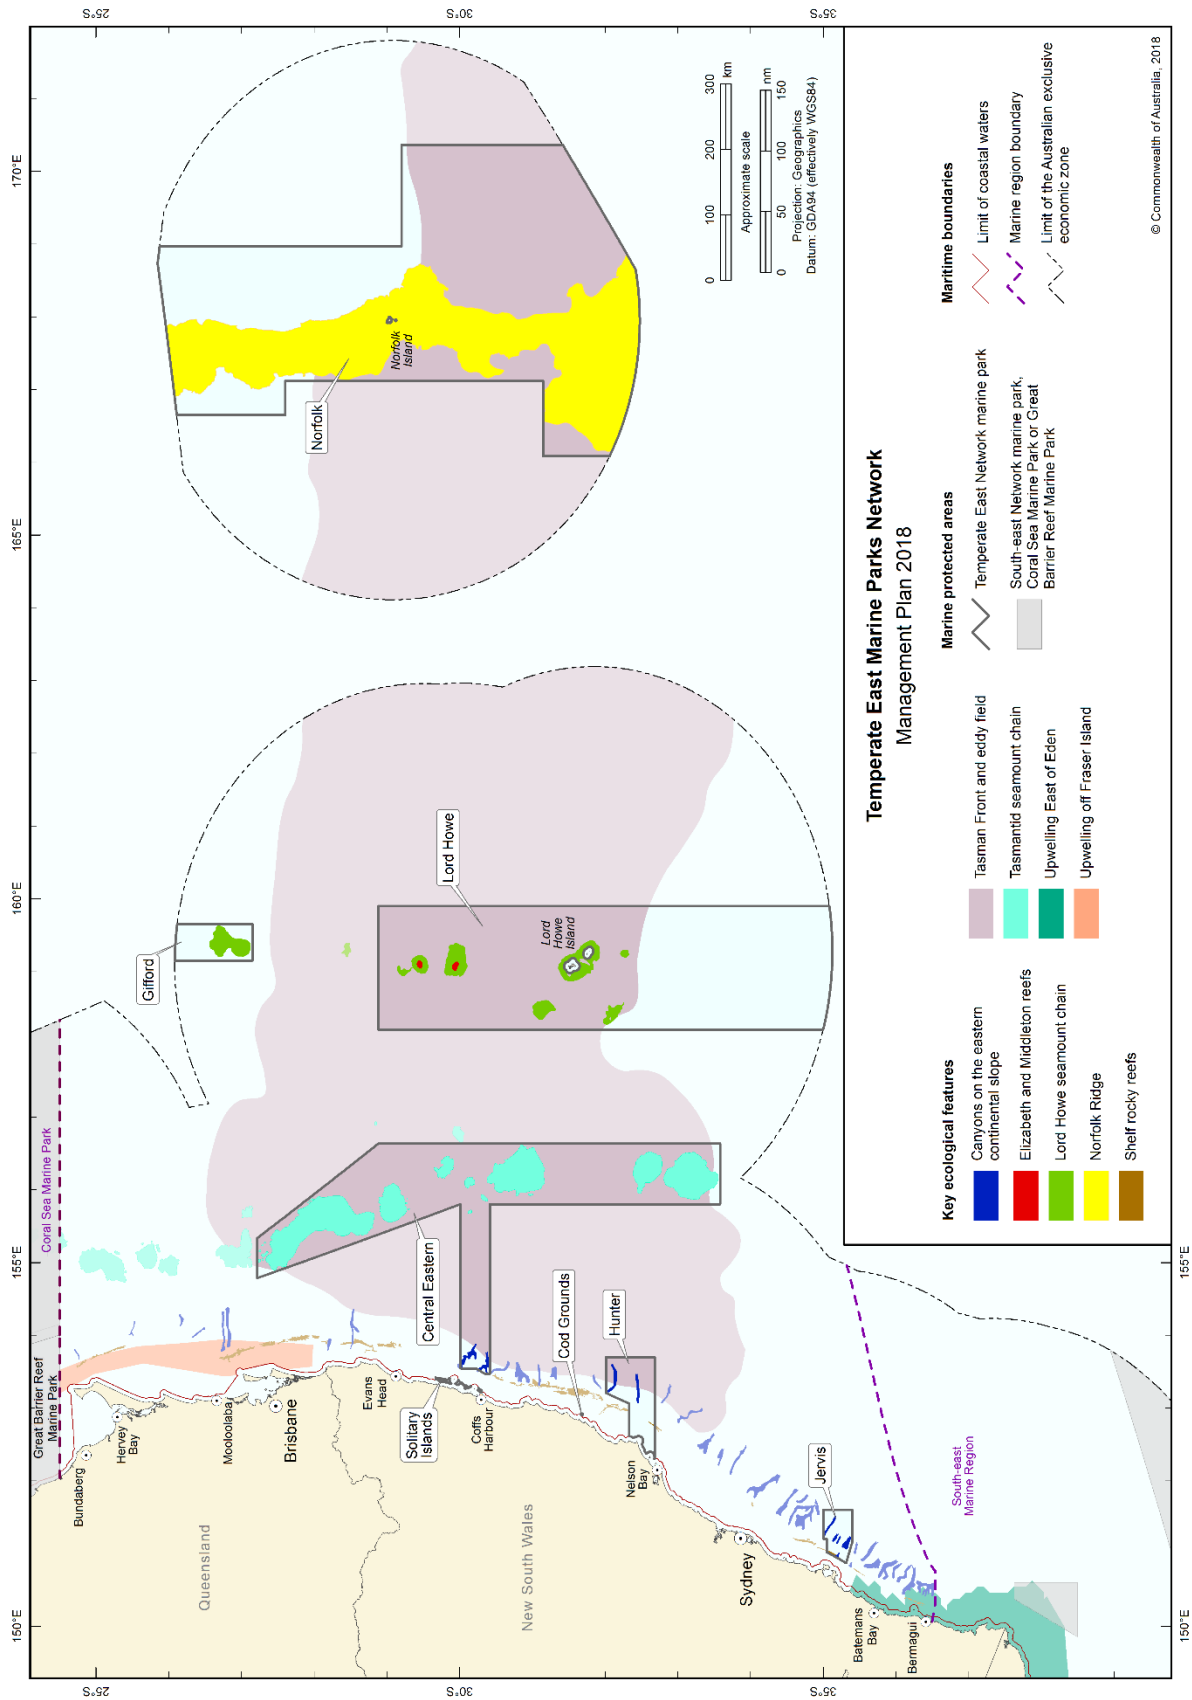 150°E
155°E
160°E
165°E
170°E
25°S
30°S
35°S
25°S
30°S
35°S
150°E
155°E
Great Barrier Reef
Marine Park
Coral Sea Marine Park
Bundaberg
Hervey
Bay
Mooloolaba
Brisbane
Queensland
Evans
Head
Solitary
Islands
Coffs
Harbour
New South Wales
Central Eastern
Cod Grounds
Hunter
Nelson
Bay
Sydney
Jervis
Batemans
Bay
Bermagui
South-east
Marine Region
Gifford
Lord Howe
Lord
Howe
Island
Norfolk
Norfolk
Island
0 100 200 300
km
Approximate scale
nm
0 50 100 150
Projection: Geographics
Datum: GDA94 (effectively WGS84)
Temperate East Marine Parks Network
Management Plan 2018
Key ecological features
Canyons on the eastern
continental slope
Elizabeth and Middleton reefs
Lord Howe seamount chain
Norfolk Ridge
Shelf rocky reefs
Tasman Front and eddy field
Tasmantid seamount chain
Upwelling East of Eden
Upwelling off Fraser Island
Marine protected areas
Temperate East Network marine park
South-east Network marine park,
Coral Sea Marine Park or Great
Barrier Reef Marine Park
Maritime boundaries
Limit of coastal waters
Marine region boundary
Limit of the Australian exclusive
economic zone
© Commonwealth of Australia, 2018